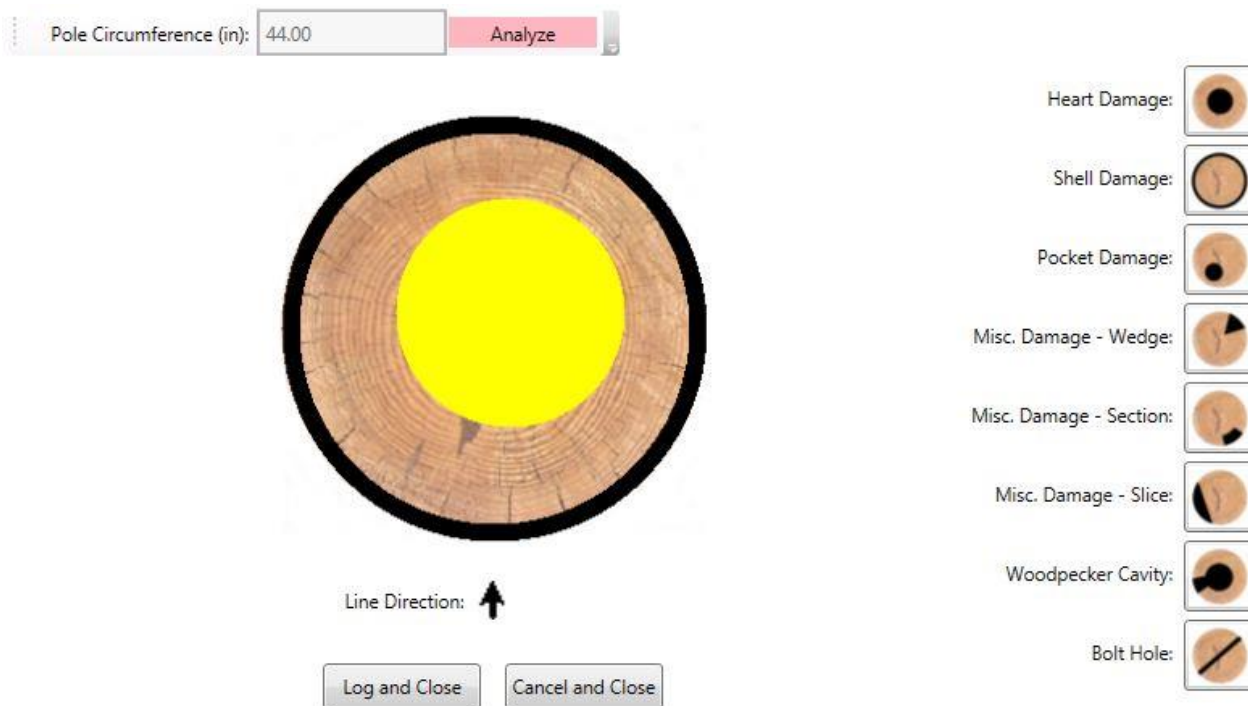 Pole Circumference (in): 44.00 Analyze
Heart Damage:
Shell Damage:
Pocket Damage:
Misc. Damage - Wedge:
Misc. Damage - Section:
Misc. Damage - Slice:
Woodpecker Cavity:
Line Direction:
Bolt Hole:
Log and Close Cancel and Close